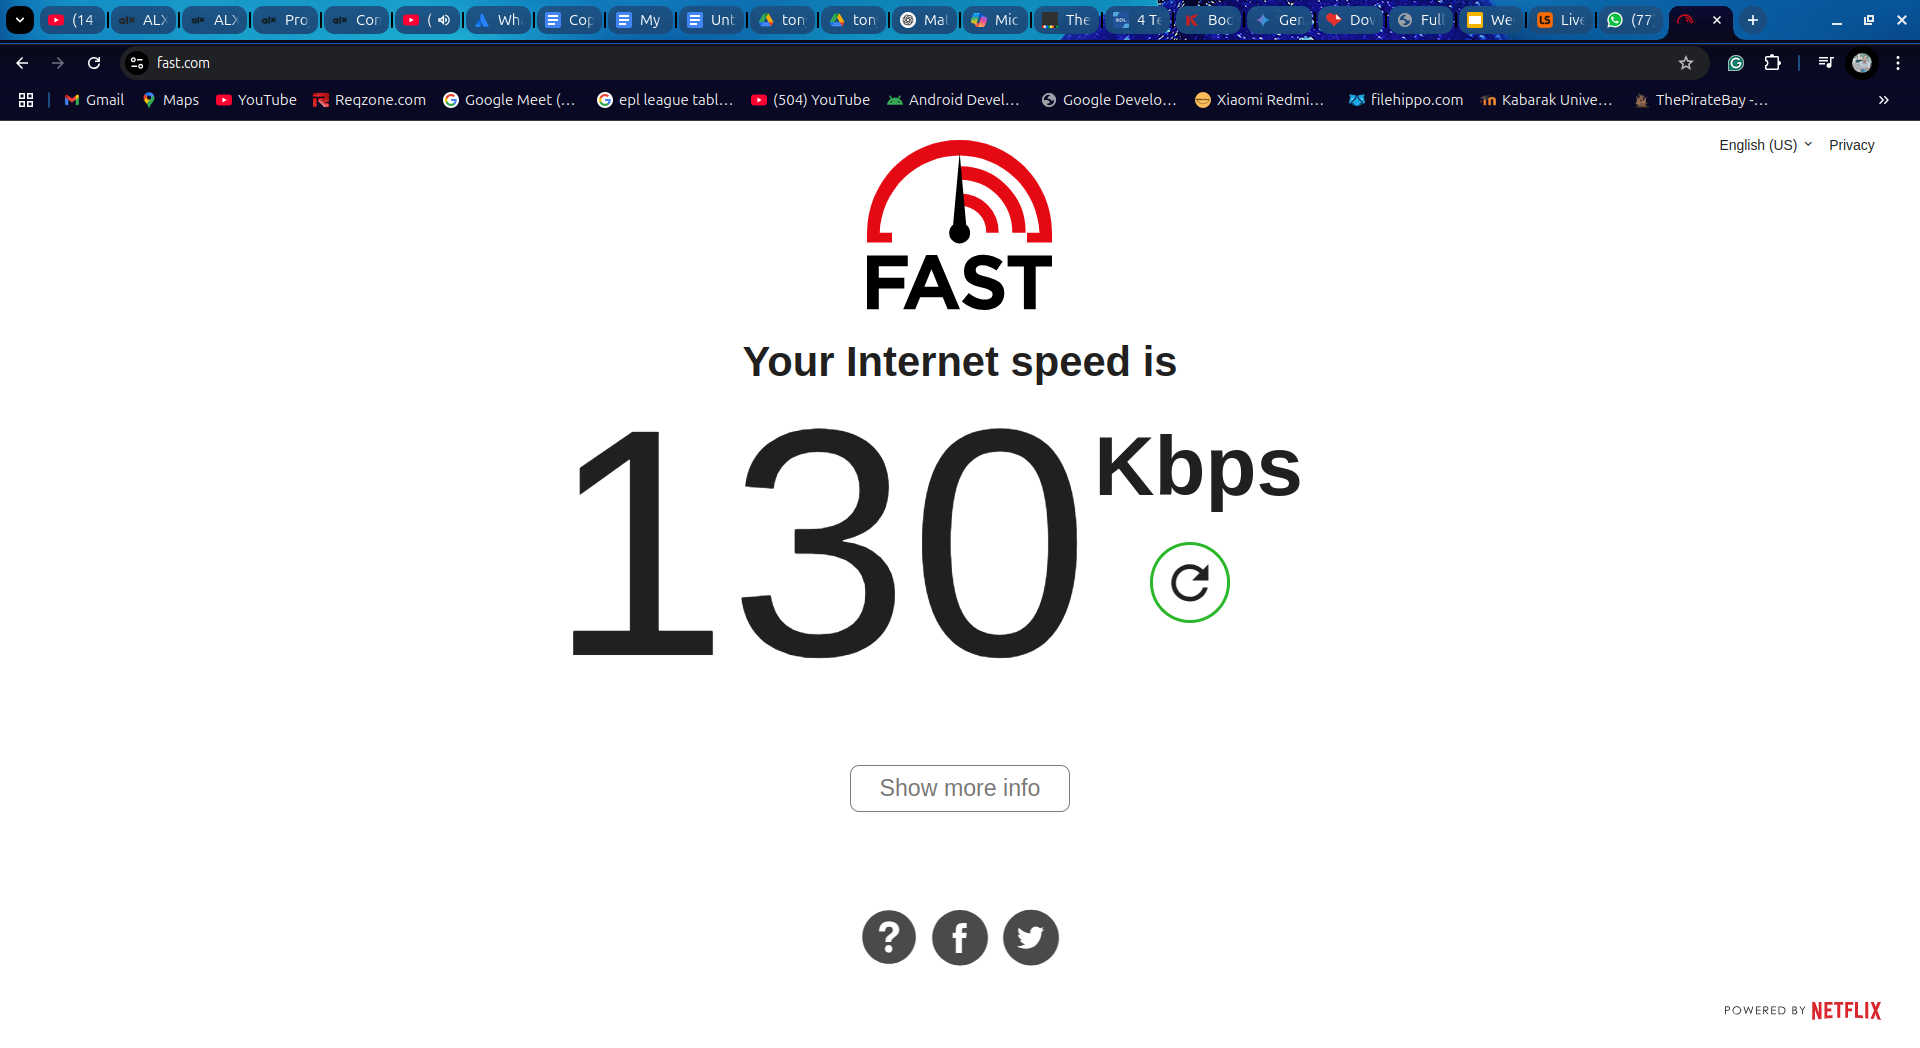 (14 ALX ALX Pro Con ( Wh Cop My Unt ton ton Mat Mic The 4 Te Boo Gen Dov Full We Live (77
fast.com
Gmail Maps YouTube Reqzone.com Google Meet (... epl league tabl... (504) YouTube Android Devel... Google Develo... Xiaomi Redmi... filehippo.com Kabarak Unive... ThePirateBay -...
English (US) Privacy
FAST
Your Internet speed is
130 Kbps
Show more info
POWERED BY NETFLIX